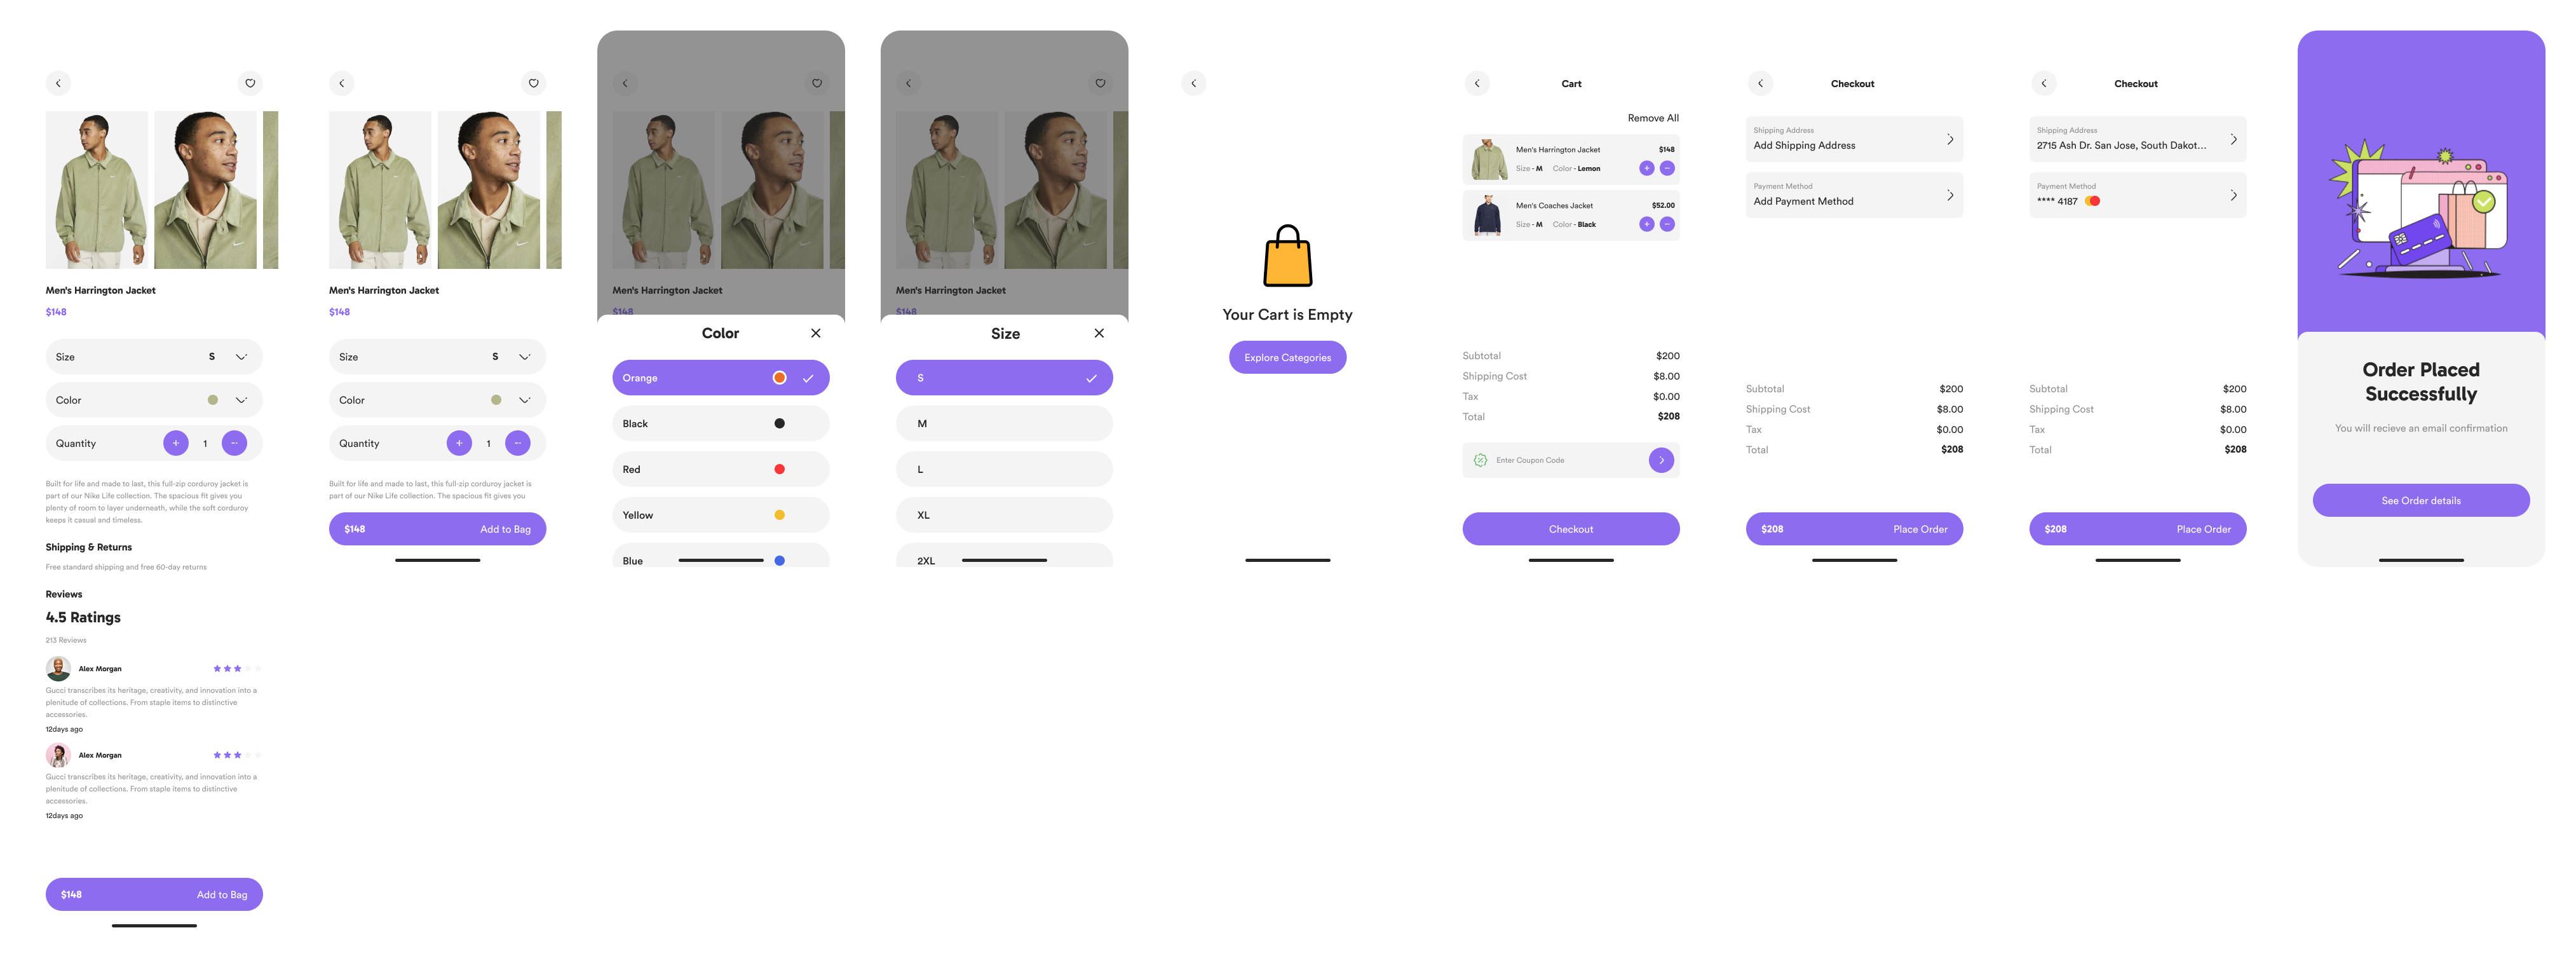 Men's Harrington Jacket
$148
Size S
Color
Quantity 1
Built for life and made to last, this full-zip corduroy jacket is
part of our Nike Life collection. The spacious fit gives you
plenty of room to layer underneath, while the soft corduroy
keeps it casual and timeless.
Shipping & Returns
Free standard shipping and free 60-day returns
Reviews
4.5 Ratings
213 Reviews
Alex Morgan
Gucci transcribes its heritage, creativity, and innovation into a
plenitude of collections. From staple items to distinctive
accessories.
12days ago
Alex Morgan
Gucci transcribes its heritage, creativity, and innovation into a
plenitude of collections. From staple items to distinctive
accessories.
12days ago
$148 Add to Bag
Men's Harrington Jacket
$148
Size S
Color
Quantity 1
Built for life and made to last, this full-zip corduroy jacket is
part of our Nike Life collection. The spacious fit gives you
$148 Add to Bag
Men's Harrington Jacket
$148
Color
Orange
Black
Red
Yellow
Blue
Men's Harrington Jacket
$148
Size
S
M
L
XL
2XL
Your Cart is Empty
Explore Categories
Cart
Remove All
Men's Harrington Jacket $148
Size - M Color - Lemon
Men's Coaches Jacket $52.00
Size - M Color - Black
Subtotal $200
Shipping Cost $8.00
Tax $0.00
Total $208
Enter Coupon Code
Checkout
Checkout
Shipping Address
Add Shipping Address
Payment Method
Add Payment Method
Subtotal $200
Shipping Cost $8.00
Tax $0.00
Total $208
$208 Place Order
Checkout
Shipping Address
2715 Ash Dr. San Jose, South Dakot...
Payment Method
**** 4187
Subtotal $200
Shipping Cost $8.00
Tax $0.00
Total $208
$208 Place Order
Order Placed
Successfully
You will recieve an email confirmation
See Order details